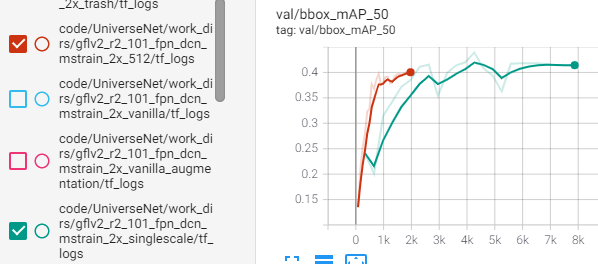 _2x_trash/tf_logs
code/UniverseNet/work_di
rs/gflv2_r2_101_fpn_dcn_
mstrain_2x_512/tf_logs
code/UniverseNet/work_di
rs/gflv2_r2_101_fpn_dcn_
mstrain_2x_vanilla/tf_logs
code/UniverseNet/work_di
rs/gflv2_r2_101_fpn_dcn_
mstrain_2x_vanilla_augme
ntation/tf_logs
code/UniverseNet/work_di
rs/gflv2_r2_101_fpn_dcn_
mstrain_2x_singlescale/tf_
logs
val/bbox_mAP_50
tag: val/bbox_mAP_50
0.4
0.35
0.3
0.25
0.2
0.15
0 1k 2k 3k 4k 5k 6k 7k 8k